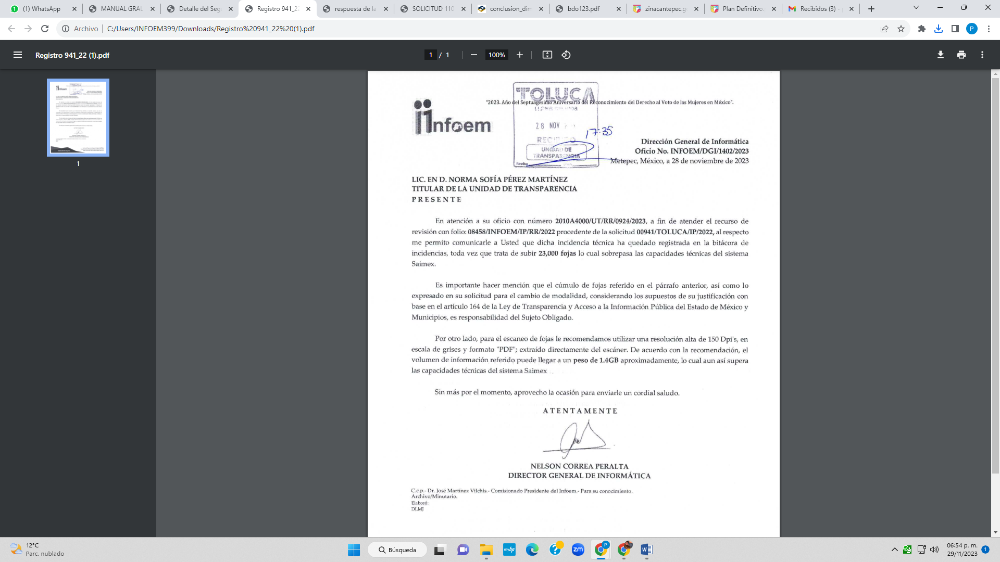 (1) WhatsApp
MANUAL GRAL
Detalle del Seg
Registro 941_22
respuesta de la
SOLICITUD 110
conclusion_dim
bdo123.pdf
zinacantepec.g
Plan Definitivo.
Recibidos (3) -
Archivo
C:/Users/INFOEM399/Downloads/Registro%20941_22%20(1).pdf
P
Registro 941_22 (1).pdf
1 / 1
100%
1
TOLUCA
"2023. Año del Septuagésimo Aniversario del Reconocimiento del Derecho al Voto de las Mujeres en México".
infoem
28 NOV
17:35
RECIBIDO
UNIDAD DE
TRANSPARENCIA
Dirección General de Informática
Oficio No. INFOEM/DGI/1402/2023
Metepec, México, a 28 de noviembre de 2023
LIC. EN D. NORMA SOFÍA PÉREZ MARTÍNEZ
TITULAR DE LA UNIDAD DE TRANSPARENCIA
P R E S E N T E
En atención a su oficio con número 2010A4000/UT/RR/0924/2023, a fin de atender el recurso de
revisión con folio: 08458/INFOEM/IP/RR/2022 procedente de la solicitud 00941/TOLUCA/IP/2022, al respecto
me permito comunicarle a Usted que dicha incidencia técnica ha quedado registrada en la bitácora de
incidencias, toda vez que trata de subir 23,000 fojas lo cual sobrepasa las capacidades técnicas del sistema
Saimex.
Es importante hacer mención que el cúmulo de fojas referido en el párrafo anterior, así como lo
expresado en su solicitud para el cambio de modalidad, considerando los supuestos de su justificación con
base en el artículo 164 de la Ley de Transparencia y Acceso a la Información Pública del Estado de México y
Municipios, es responsabilidad del Sujeto Obligado.
Por otro lado, para el escaneo de fojas le recomendamos utilizar una resolución alta de 150 Dpi's, en
escala de grises y formato "PDF"; extraído directamente del escáner. De acuerdo con la recomendación, el
volumen de información referido puede llegar a un peso de 1.4GB aproximadamente, lo cual aun así supera
las capacidades técnicas del sistema Saimex
Sin más por el momento, aprovecho la ocasión para enviarle un cordial saludo.
A T E N T A M E N T E
NELSON CORREA PERALTA
DIRECTOR GENERAL DE INFORMÁTICA
C.c.p.- Dr. José Martínez Vilchis.- Comisionado Presidente del Infoem.- Para su conocimiento.
Archivo/Minutario.
Elaboró:
DLMJ
12°C
Parc. nublado
Búsqueda
06:54 p. m.
29/11/2023
1